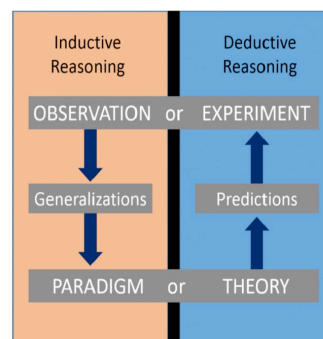 Inductive
Reasoning
Deductive
Reasoning
OBSERVATION or EXPERIMENT
Generalizations
Predictions
PARADIGM or THEORY